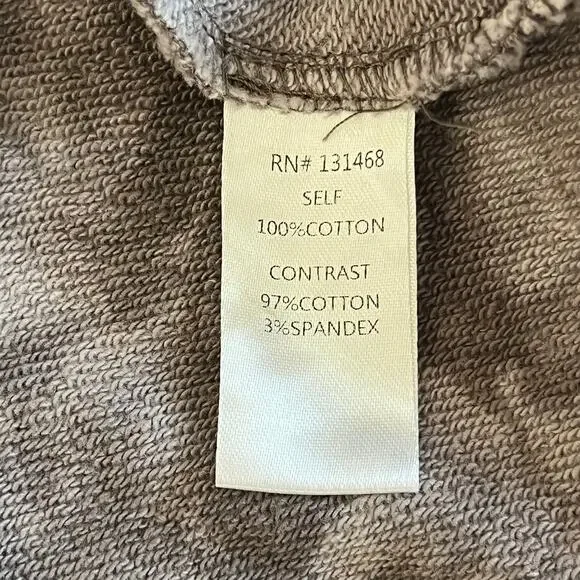 RN# 131468
SELF
100%COTTON
CONTRAST
97%COTTON
3%SPANDEX